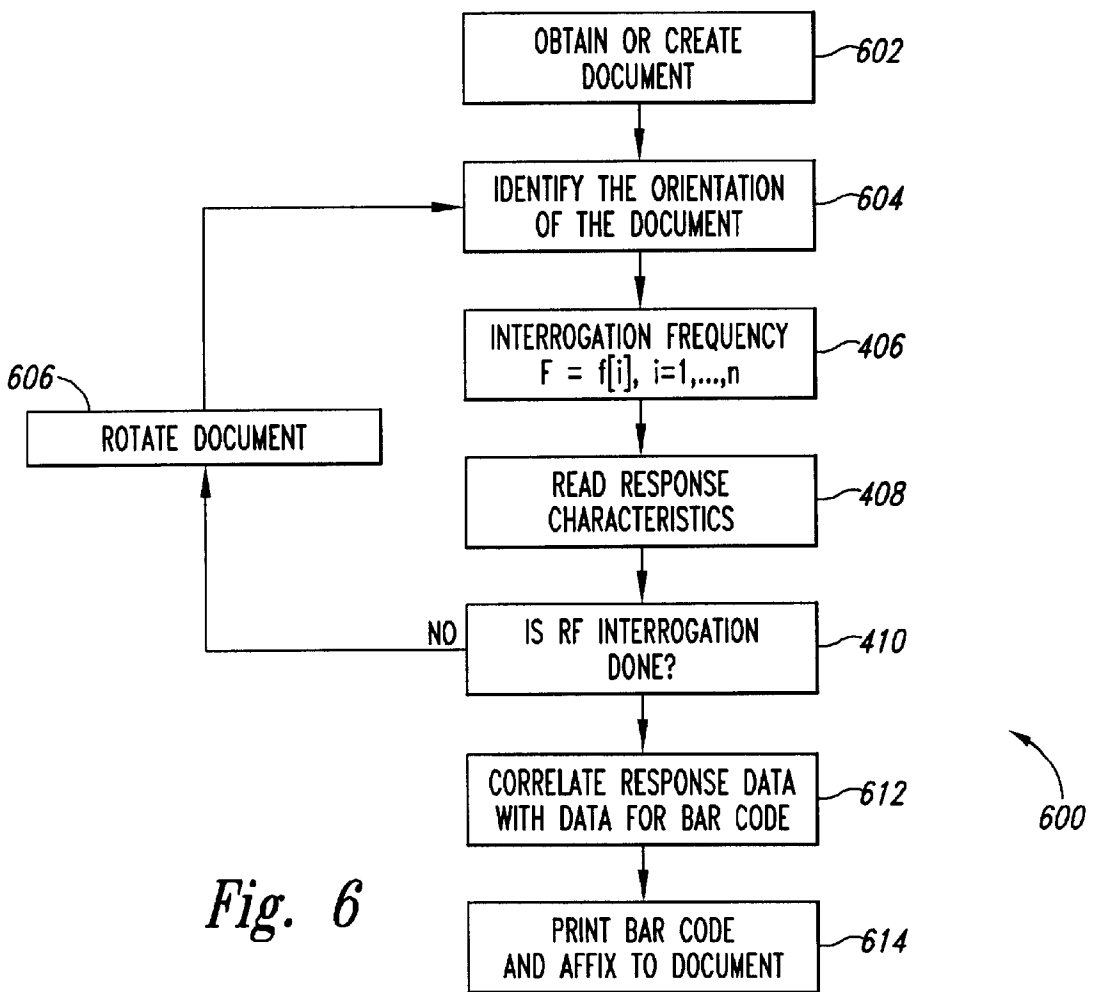 OBTAIN OR CREATE
DOCUMENT
602
IDENTIFY THE ORIENTATION
OF THE DOCUMENT
604
INTERROGATION FREQUENCY
F = f[i], i=1,...,n
406
606
ROTATE DOCUMENT
READ RESPONSE
CHARACTERISTICS
408
NO
IS RF INTERROGATION
DONE?
410
CORRELATE RESPONSE DATA
WITH DATA FOR BAR CODE
612
600
PRINT BAR CODE
AND AFFIX TO DOCUMENT
614
Fig. 6